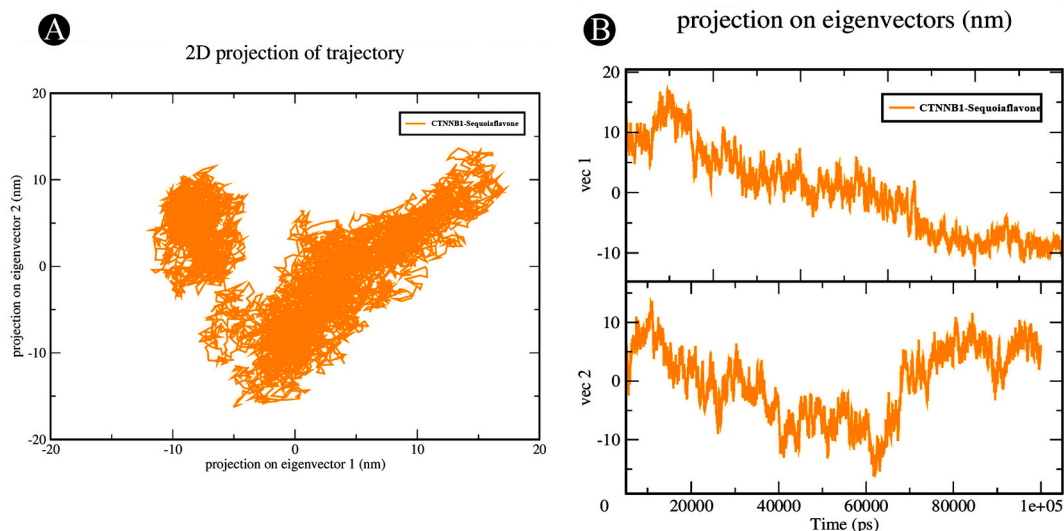 A
2D projection of trajectory
CTNNB1-Sequoiaflavone
projection on eigenvector 2 (nm)
20
10
0
-10
-20
-20
-10
0
10
20
projection on eigenvector 1 (nm)
B
projection on eigenvectors (nm)
CTNNB1-Sequoiaflavone
vec 1
20
10
0
-10
vec 2
10
0
-10
0
20000
40000
60000
80000
1e+05
Time (ps)